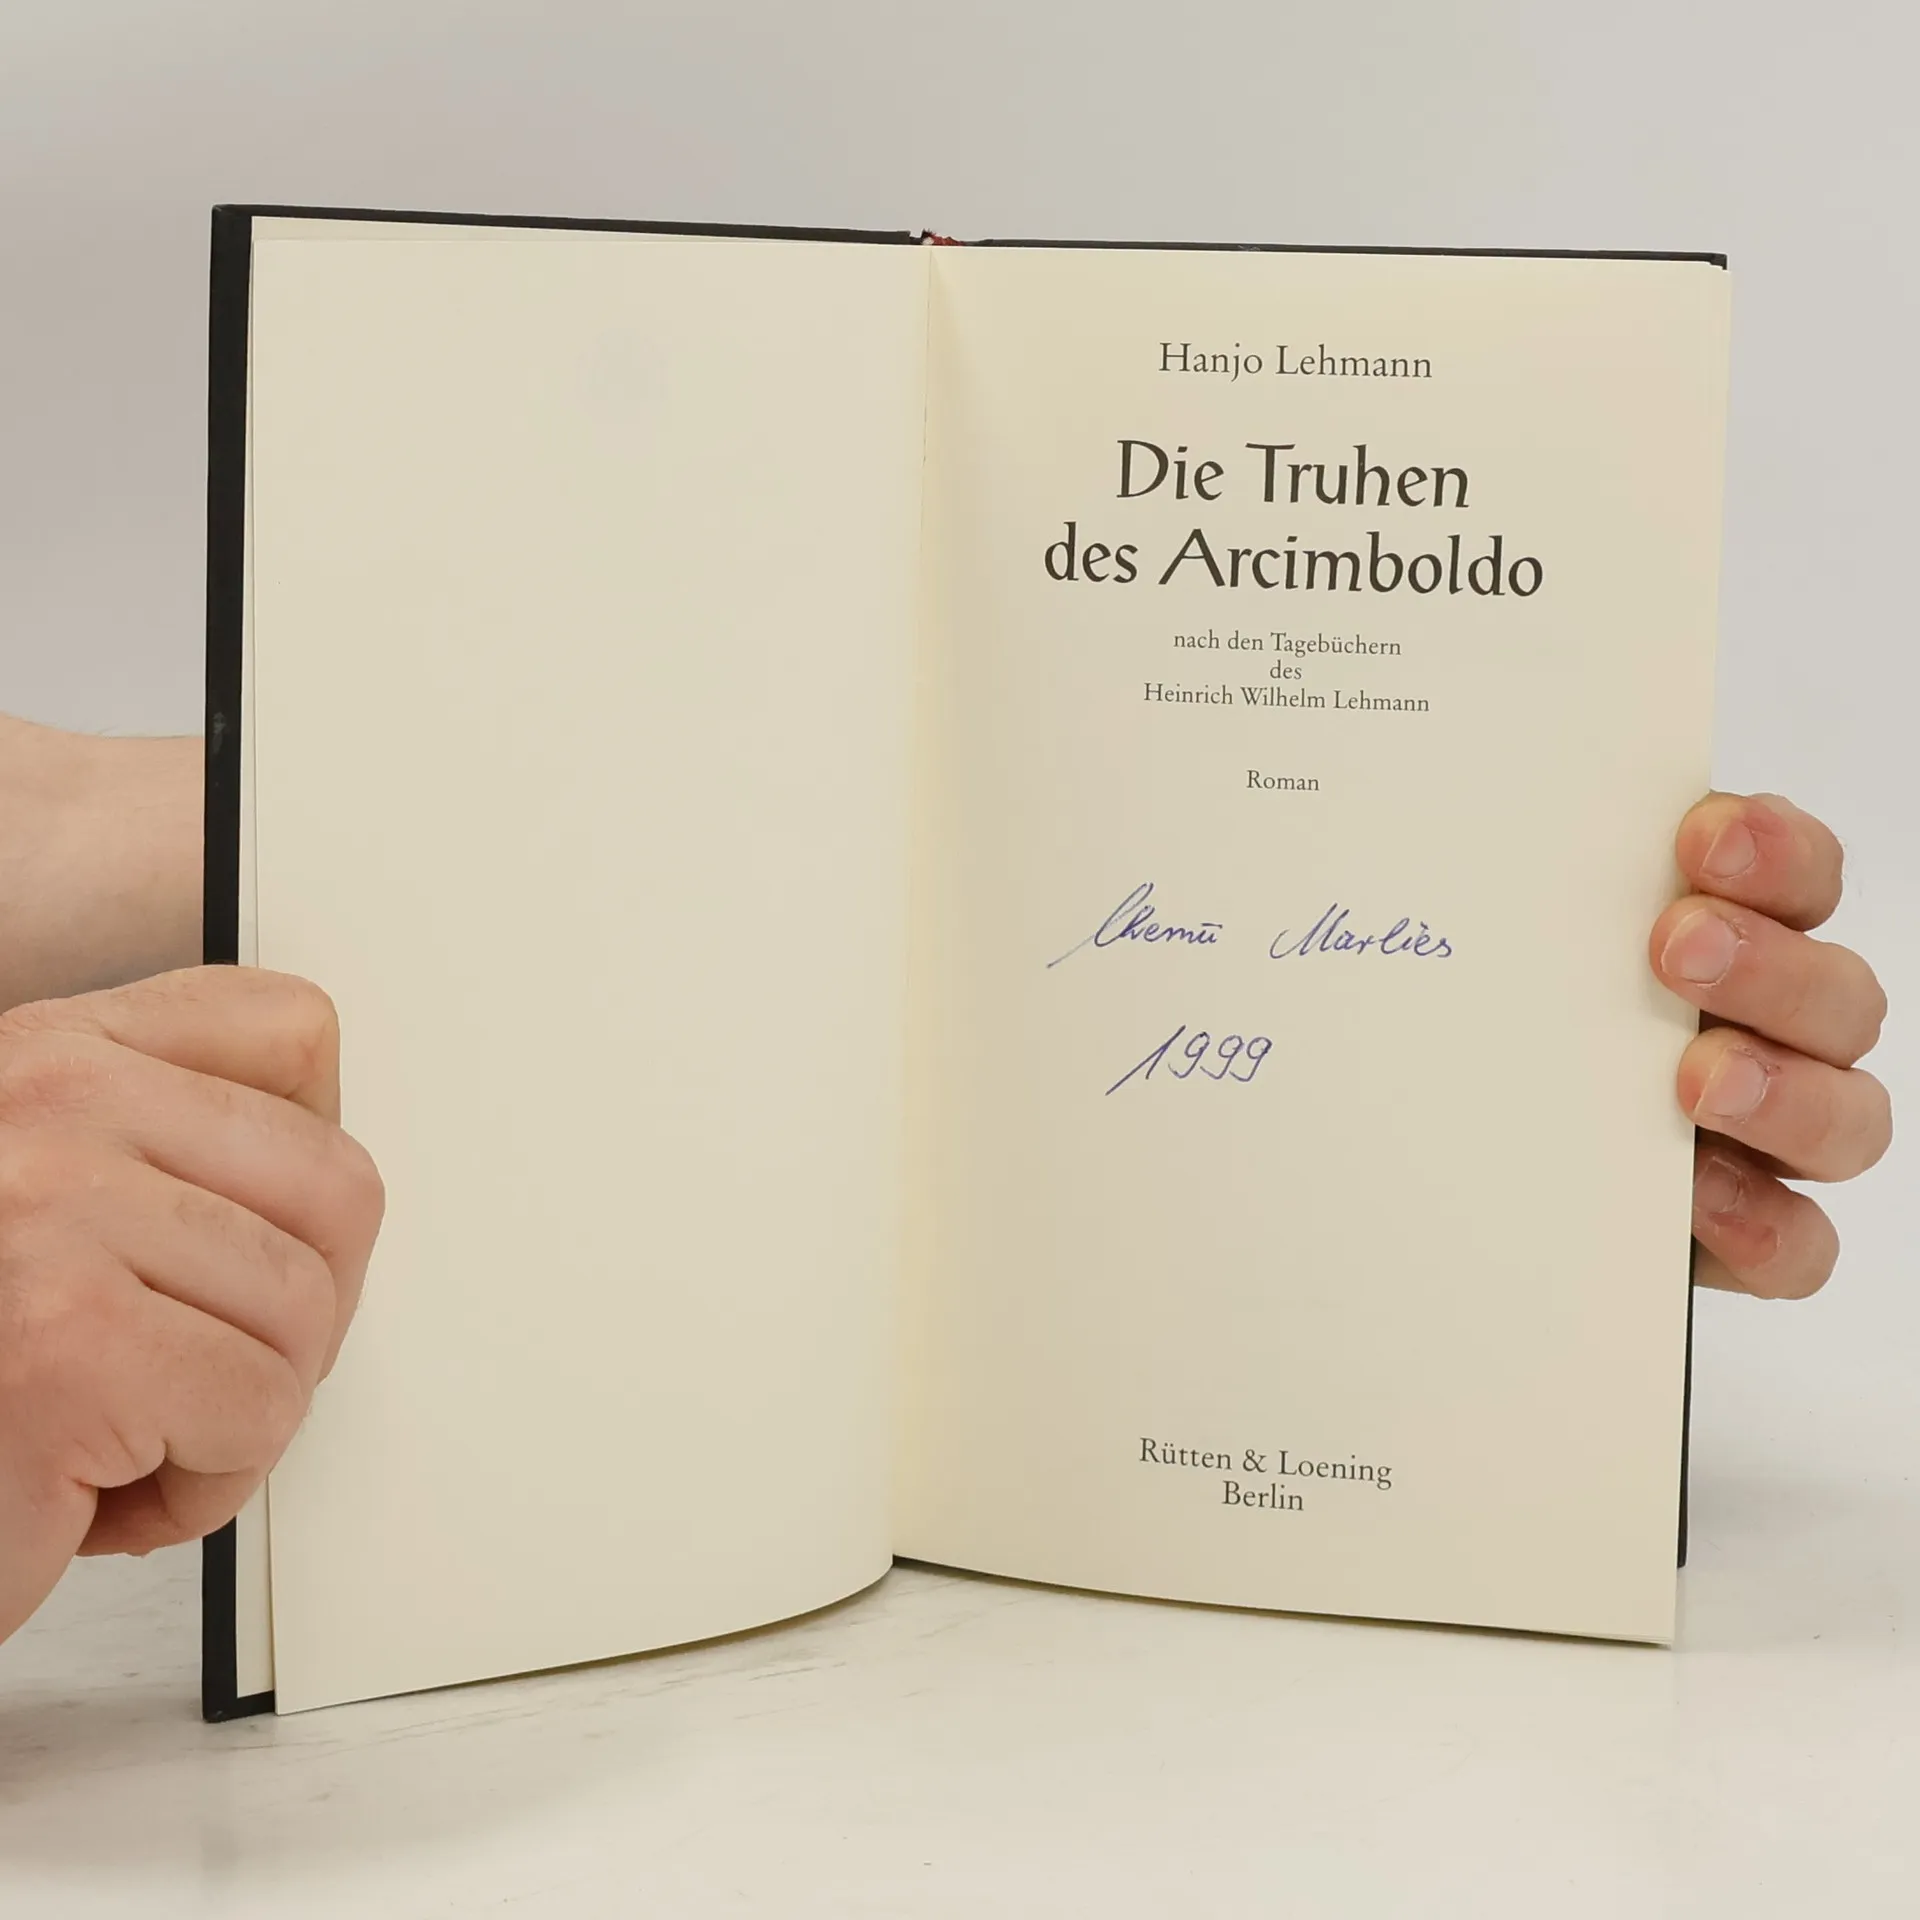 Hanjo Lehmann
Die Truhen
des Arcimboldo
nach den Tagebüchern
des
Heinrich Wilhelm Lehmann
Roman
Marlies
1999
Rütten & Loening
Berlin